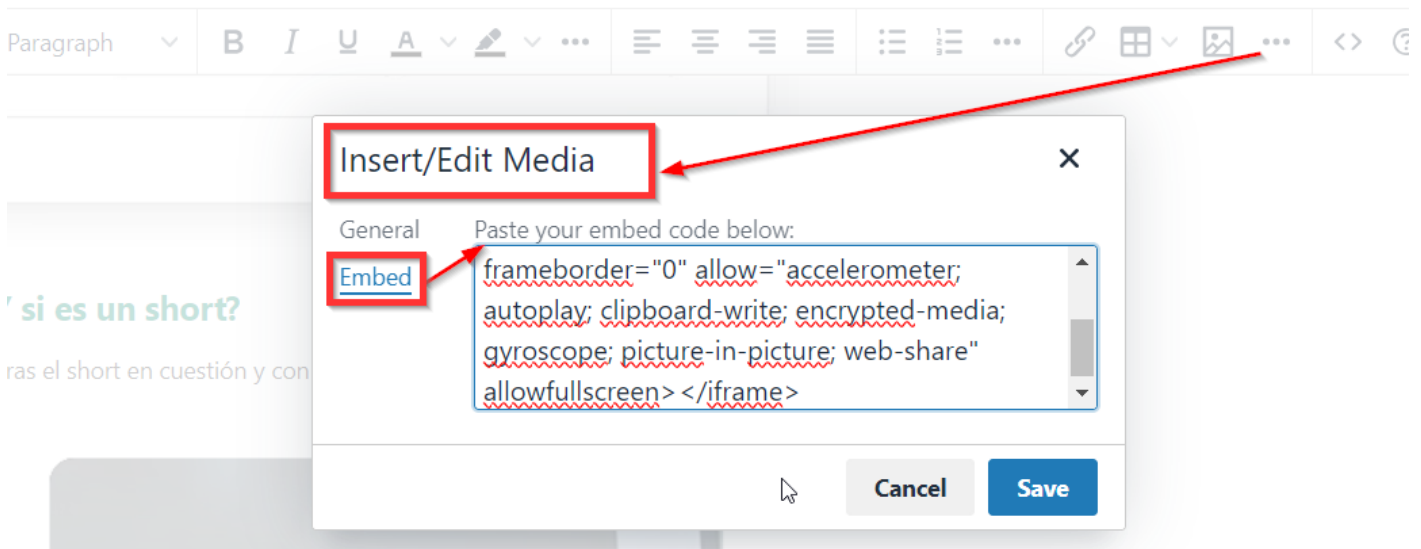 Paragraph B I U A
Insert/Edit Media
General
Paste your embed code below:
Embed
frameborder="0" allow="accelerometer;
autoplay; clipboard-write; encrypted-media;
gyroscope; picture-in-picture; web-share"
allowfullscreen></iframe>
si es un short?
ras el short en cuestión y con
Cancel
Save